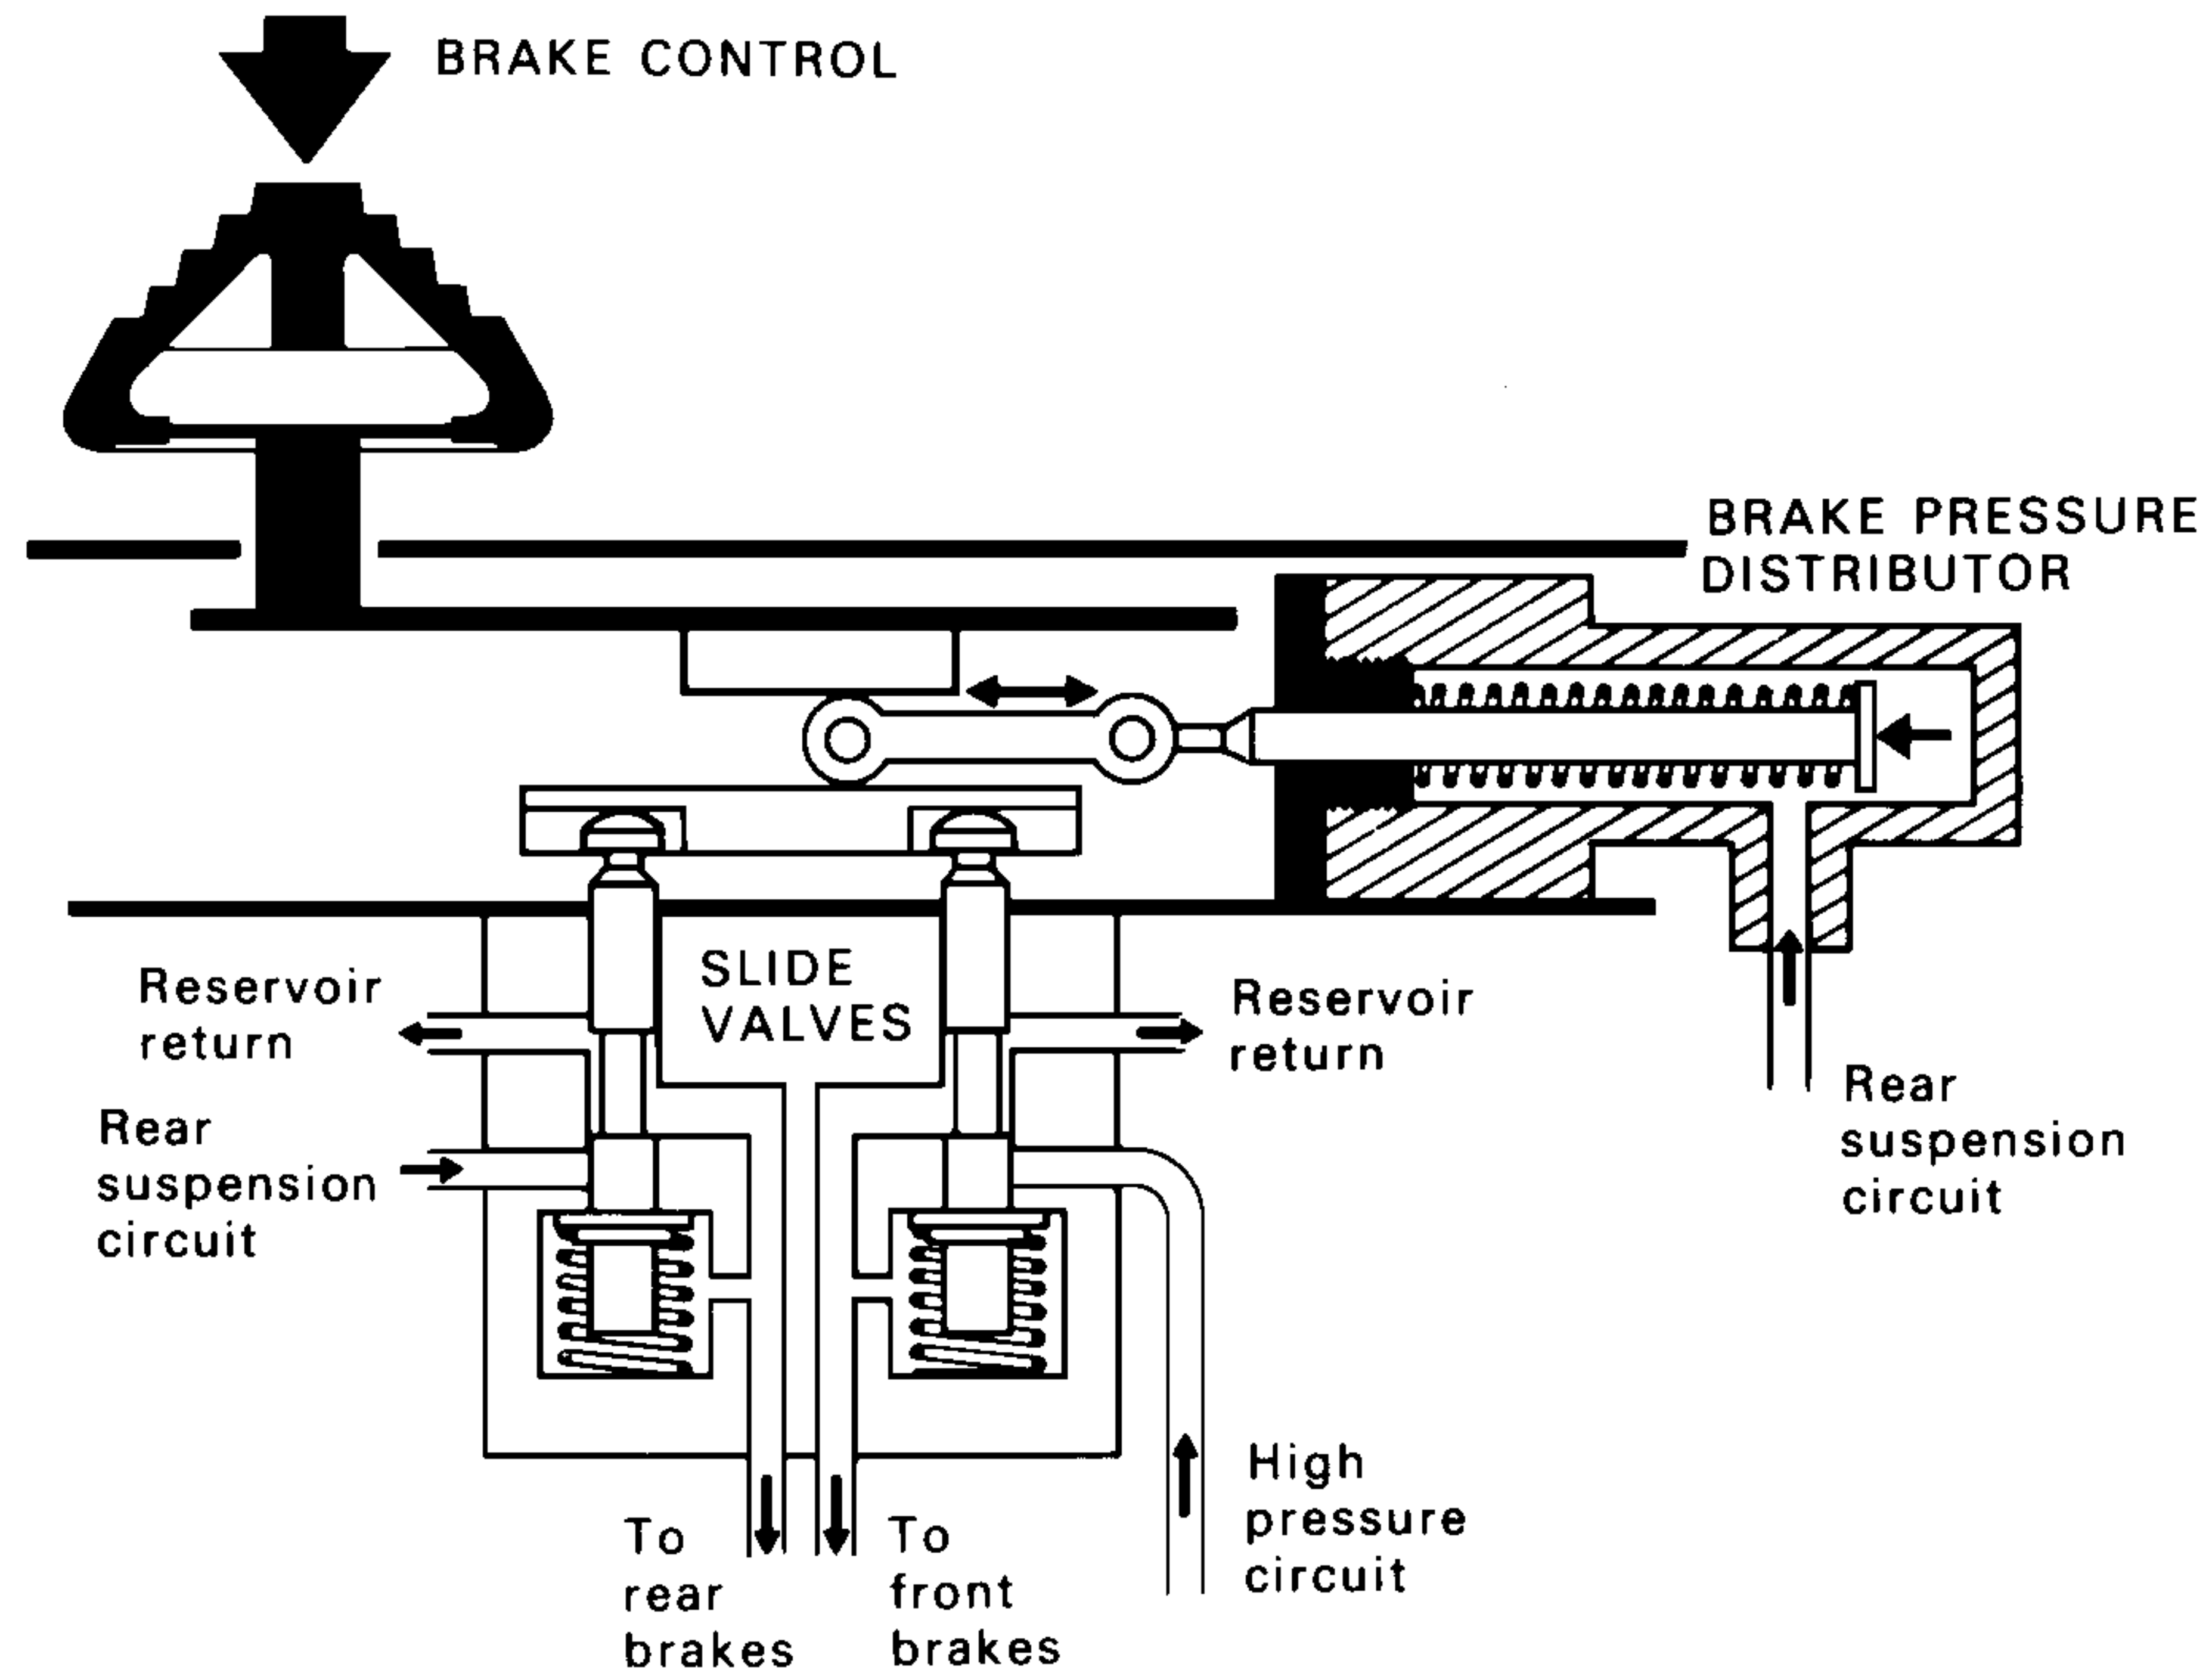 BRAKE CONTROL
BRAKE PRESSURE
DISTRIBUTOR
SLIDE
VALVES
Reservoir
return
Reservoir
return
Rear
suspension
circuit
Rear
suspension
circuit
High
pressure
circuit
To
rear
brakes
To
front
brakes